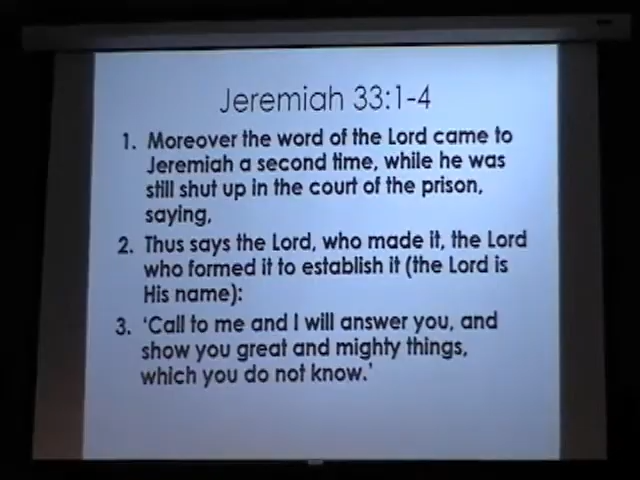 Jeremiah 33:1-4
1. Moreover the word of the Lord came to
Jeremiah a second time, while he was
still shut up in the court of the prison,
saying,
2. Thus says the Lord, who made it, the Lord
who formed it to establish it (the Lord is
His name):
3. 'Call to me and I will answer you, and
show you great and mighty things,
which you do not know.'